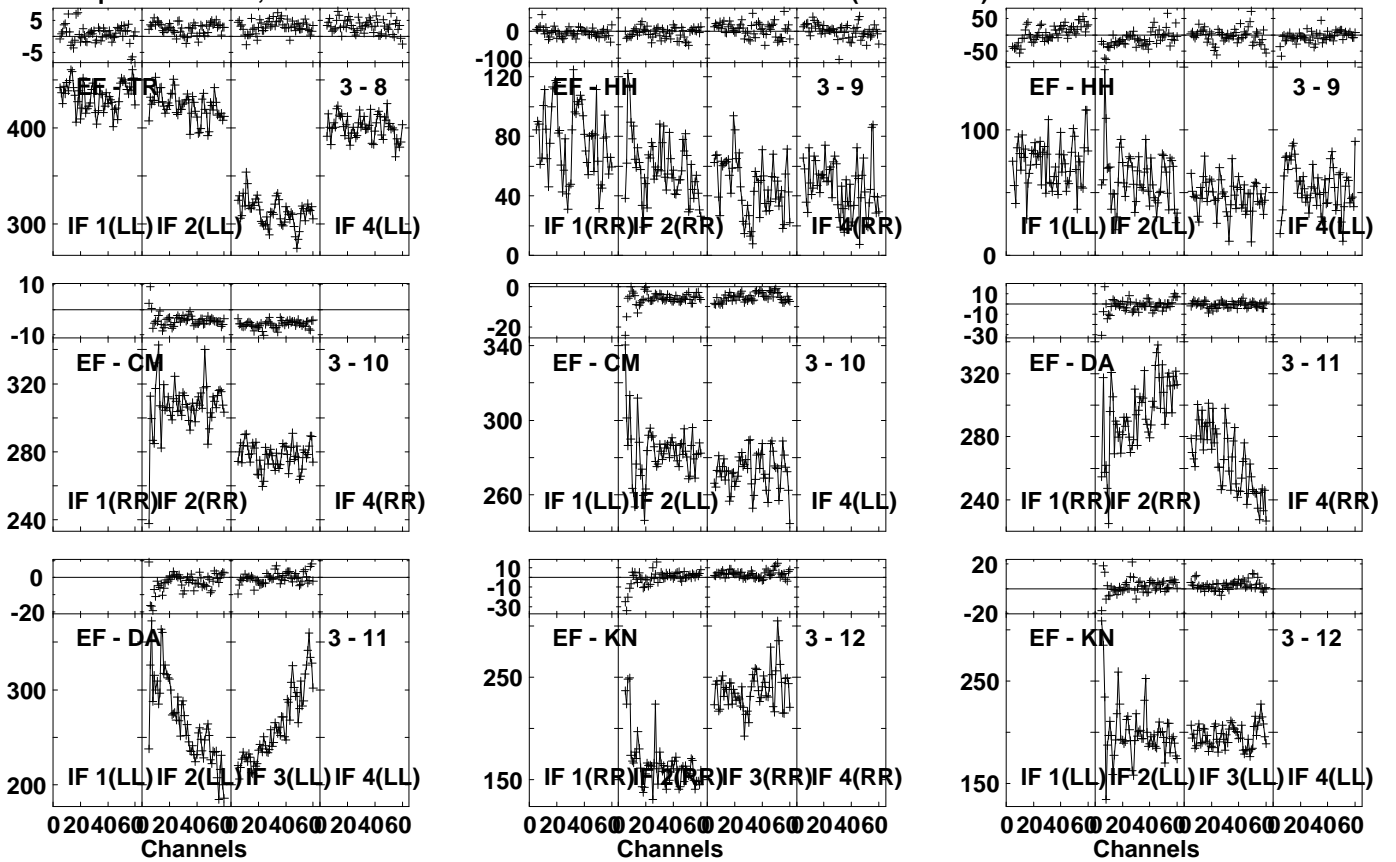 5
-5
400
300
EF - TR
3 - 8
IF 1(LL)
IF 2(LL)
IF 4(LL)
0
-100
120
80
40
0
EF - HH
3 - 9
IF 1(RR)
IF 2(RR)
IF 4(RR)
50
-50
100
0
EF - HH
3 - 9
IF 1(LL)
IF 2(LL)
IF 4(LL)
10
-10
320
280
240
EF - CM
3 - 10
IF 1(RR)
IF 2(RR)
IF 4(RR)
0
-20
340
300
260
EF - CM
3 - 10
IF 1(LL)
IF 2(LL)
IF 4(LL)
10
-10
-30
320
280
240
EF - DA
3 - 11
IF 1(RR)
IF 2(RR)
IF 4(RR)
0
-20
300
200
EF - DA
3 - 11
IF 1(LL)
IF 2(LL)
IF 3(LL)
IF 4(LL)
0 20 40 60 0 20 40 60 0 20 40 60 0 20 40 60
Channels
10
-10
-30
250
150
EF - KN
3 - 12
IF 1(RR)
IF 2(RR)
IF 3(RR)
IF 4(RR)
0 20 40 60 0 20 40 60 0 20 40 60 0 20 40 60
Channels
20
-20
250
150
EF - KN
3 - 12
IF 1(LL)
IF 2(LL)
IF 3(LL)
IF 4(LL)
0 20 40 60 0 20 40 60 0 20 40 60 0 20 40 60
Channels